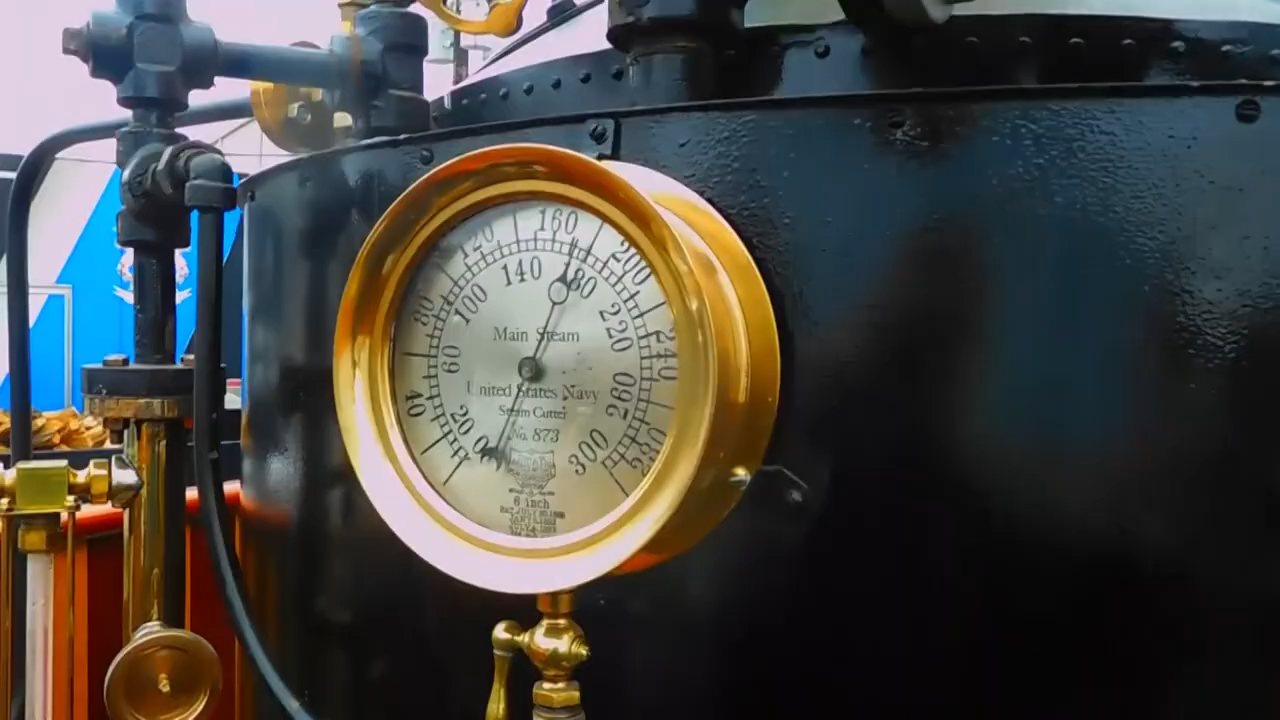 160
120 200
140 180
80 100 220
240
Main Steam
60
United States Navy
260
40 Steam Cutter
20 No. 873
0 300 280
6 inch